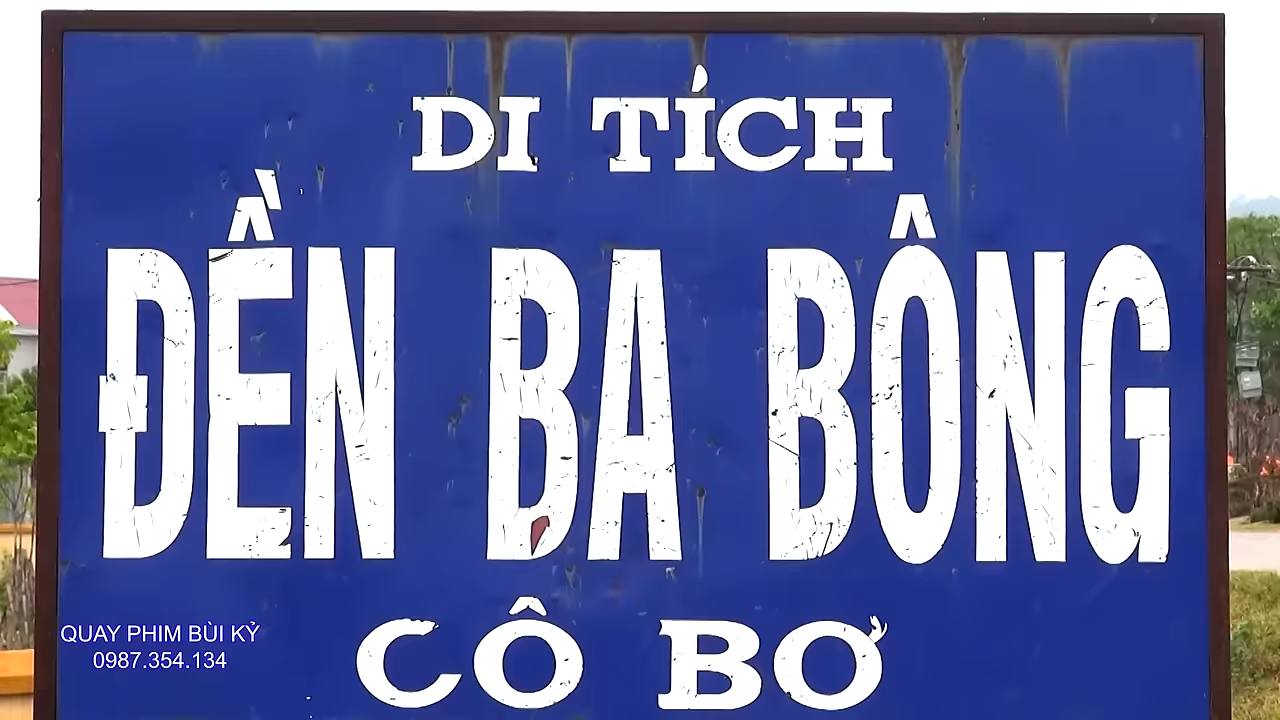 DI TÍCH
ĐỀN BA BÔNG
CÔ BƠ
QUAY PHIM BÙI KỶ
0987.354.134